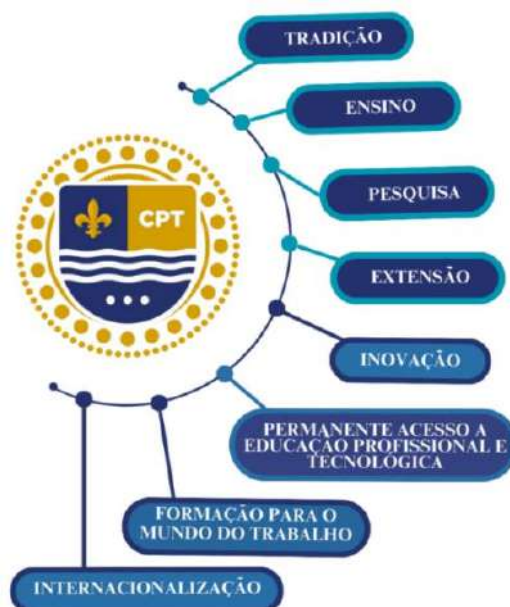 TRADIÇÃO
ENSINO
CPT
PESQUISA
EXTENSÃO
INOVAÇÃO
PERMANENTE ACESSO A
EDUCAÇÃO PROFISSIONAL E
TECNOLÓGICA
FORMAÇÃO PARA O
MUNDO DO TRABALHO
INTERNACIONALIZAÇÃO